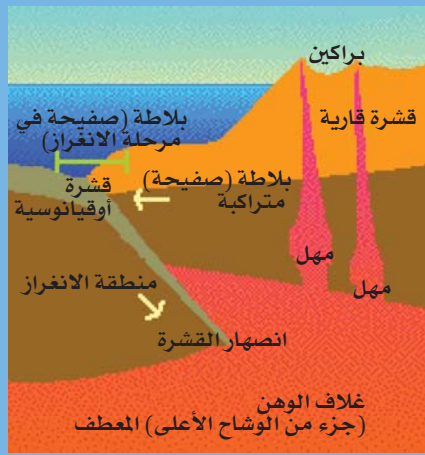 براكين
قشرة قارية
بلاطة (صفيحة في
مرحلة الانغراز)
بلاطة (صفيحة)
متراكبة
قشرة
أوقيانوسية
مهل
مهل
منطقة الانغراز
انصهار القشرة
غلاف الوهن
(جزء من الوشاح الأعلى) المعطف